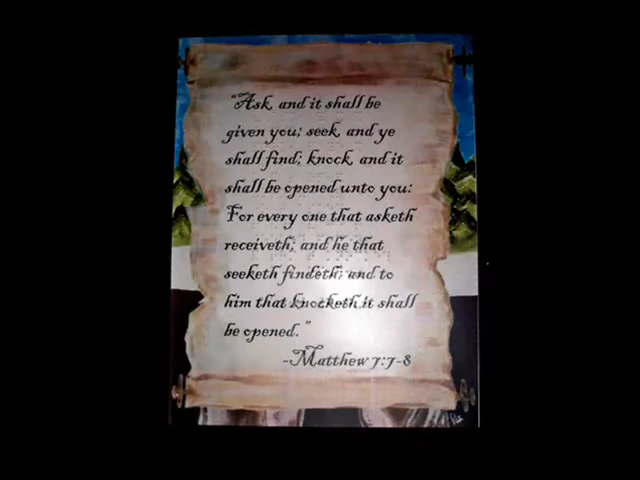 "Ask, and it shall be
given you; seek, and ye
shall find; knock, and it
shall be opened unto you:
For every one that asketh
receiveth; and he that
seeketh findeth; and to
him that knocketh it shall
be opened."
-Matthew 7:7-8